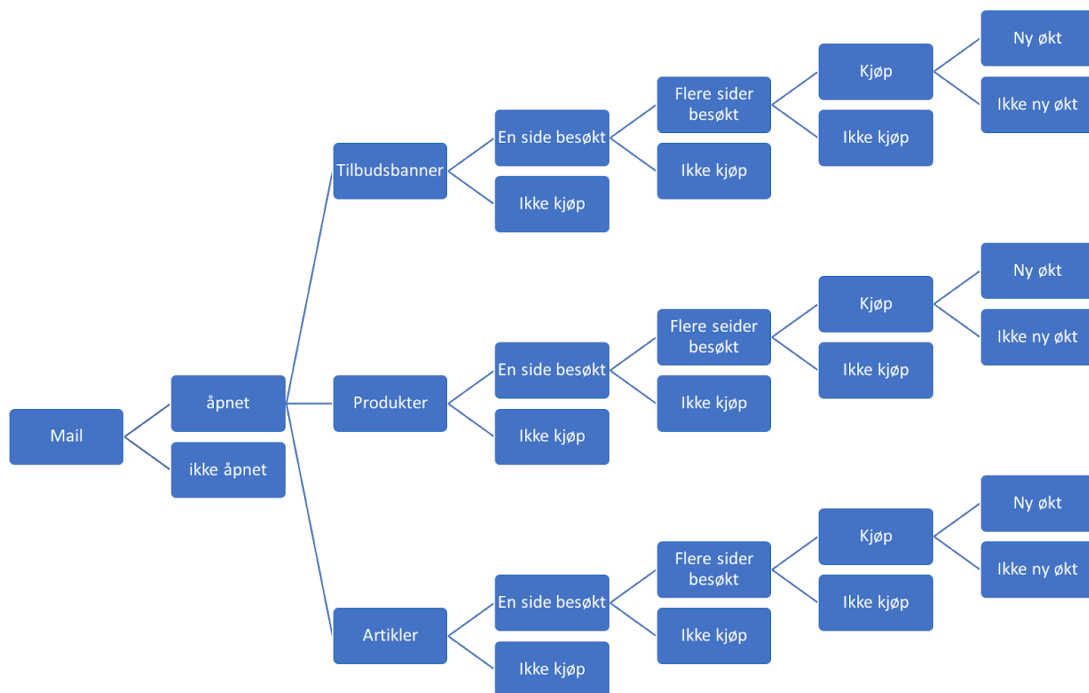 Ny økt
Kjøp
Flere sider
besøkt
Ikke ny økt
En side besøkt
Ikke kjøp
Tilbudsbanner
Ikke kjøp
Ikke kjøp
Ny økt
Kjøp
Flere seider
besøkt
Ikke ny økt
En side besøkt
Ikke kjøp
åpnet
Produkter
Ikke kjøp
Mail
Ikke kjøp
ikke åpnet
Ny økt
Kjøp
Flere sider
besøkt
Ikke ny økt
En side besøkt
Ikke kjøp
Artikler
Ikke kjøp
Ikke kjøp